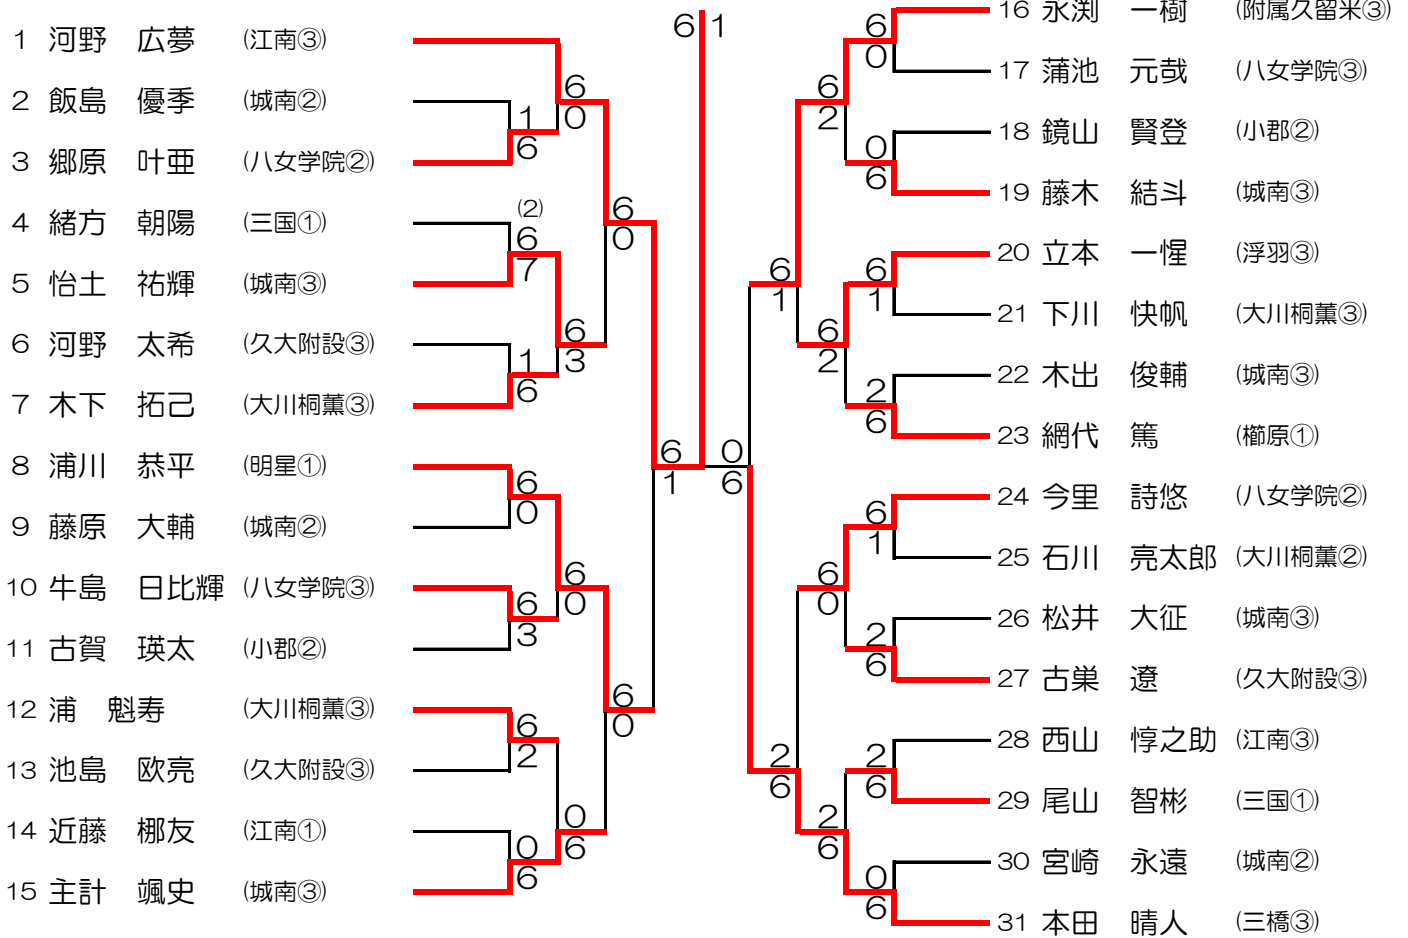 1 河野 広夢 (江南③)
2 飯島 優季 (城南②)
1
6
6
0
3 郷原 叶亜 (八女学院②)
4 緒方 朝陽 (三国①)
(2)
6
7
6
0
5 怡土 祐輝 (城南③)
6 河野 太希 (久大附設③)
1
6
6
3
7 木下 拓己 (大川桐薫③)
6
1
8 浦川 恭平 (明星①)
6
0
9 藤原 大輔 (城南②)
10 牛島 日比輝 (八女学院③)
6
3
6
0
11 古賀 瑛太 (小郡②)
12 浦 魁寿 (大川桐薫③)
6
2
6
0
13 池島 欧亮 (久大附設③)
14 近藤 梛友 (江南①)
0
6
0
6
15 主計 颯史 (城南③)
6 1
16 永渕 一樹 (附属久留米③)
6
0
17 蒲池 元哉 (八女学院③)
6
2
18 鏡山 賢登 (小郡②)
0
6
19 藤木 結斗 (城南③)
20 立本 一惺 (浮羽③)
6
1
6
1
21 下川 快帆 (大川桐薫③)
6
2
22 木出 俊輔 (城南③)
2
6
23 網代 篤 (櫛原①)
0
6
24 今里 詩悠 (八女学院②)
6
1
25 石川 亮太郎 (大川桐薫②)
6
0
26 松井 大征 (城南③)
2
6
27 古巣 遼 (久大附設③)
28 西山 惇之助 (江南③)
2
6
2
6
29 尾山 智彬 (三国①)
2
6
30 宮崎 永遠 (城南②)
0
6
31 本田 晴人 (三橋③)